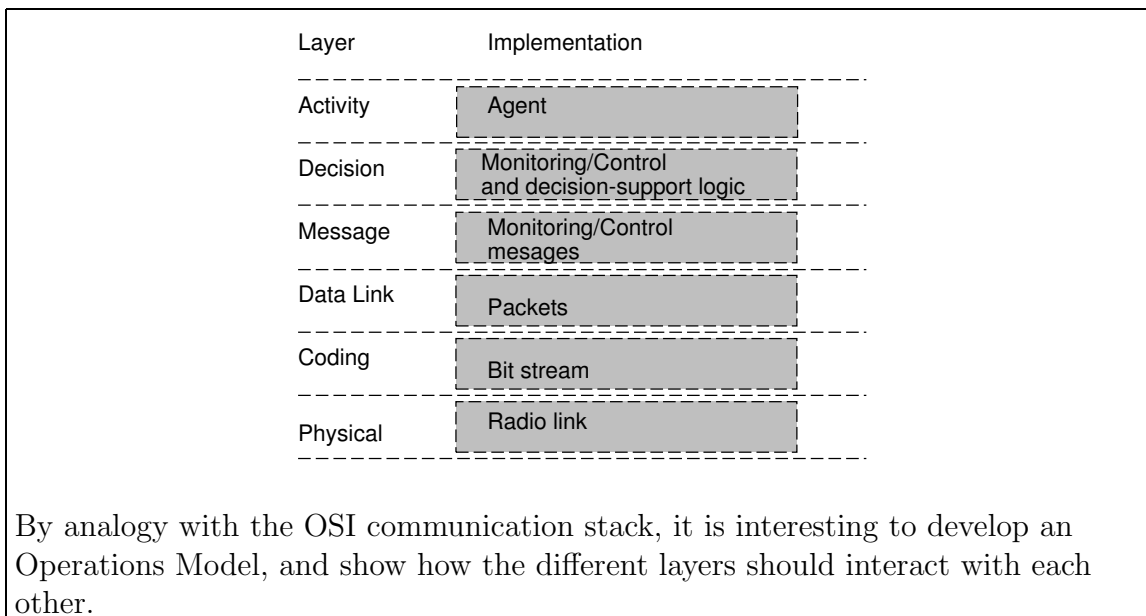 Layer Implementation
Activity Agent
Decision Monitoring/Control
and decision-support logic
Message Monitoring/Control
mesages
Data Link Packets
Coding Bit stream
Physical Radio link
By analogy with the OSI communication stack, it is interesting to develop an
Operations Model, and show how the different layers should interact with each
other.